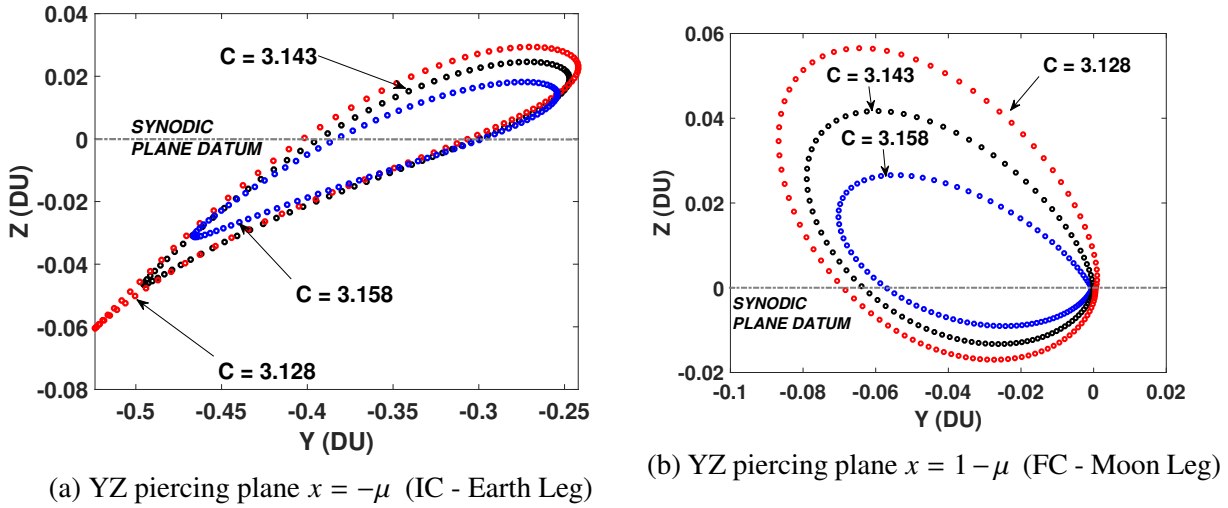 0.04
0.02
0
-0.02
-0.04
-0.06
-0.08
Z (DU)
C = 3.143
SYNODIC
PLANE DATUM
C = 3.158
C = 3.128
-0.5
-0.45
-0.4
-0.35
-0.3
-0.25
Y (DU)
(a) YZ piercing plane x = −μ (IC - Earth Leg)
0.06
0.04
0.02
0
-0.02
Z (DU)
C = 3.128
C = 3.143
C = 3.158
SYNODIC
PLANE DATUM
-0.1
-0.08
-0.06
-0.04
-0.02
0
0.02
Y (DU)
(b) YZ piercing plane x = 1−μ (FC - Moon Leg)